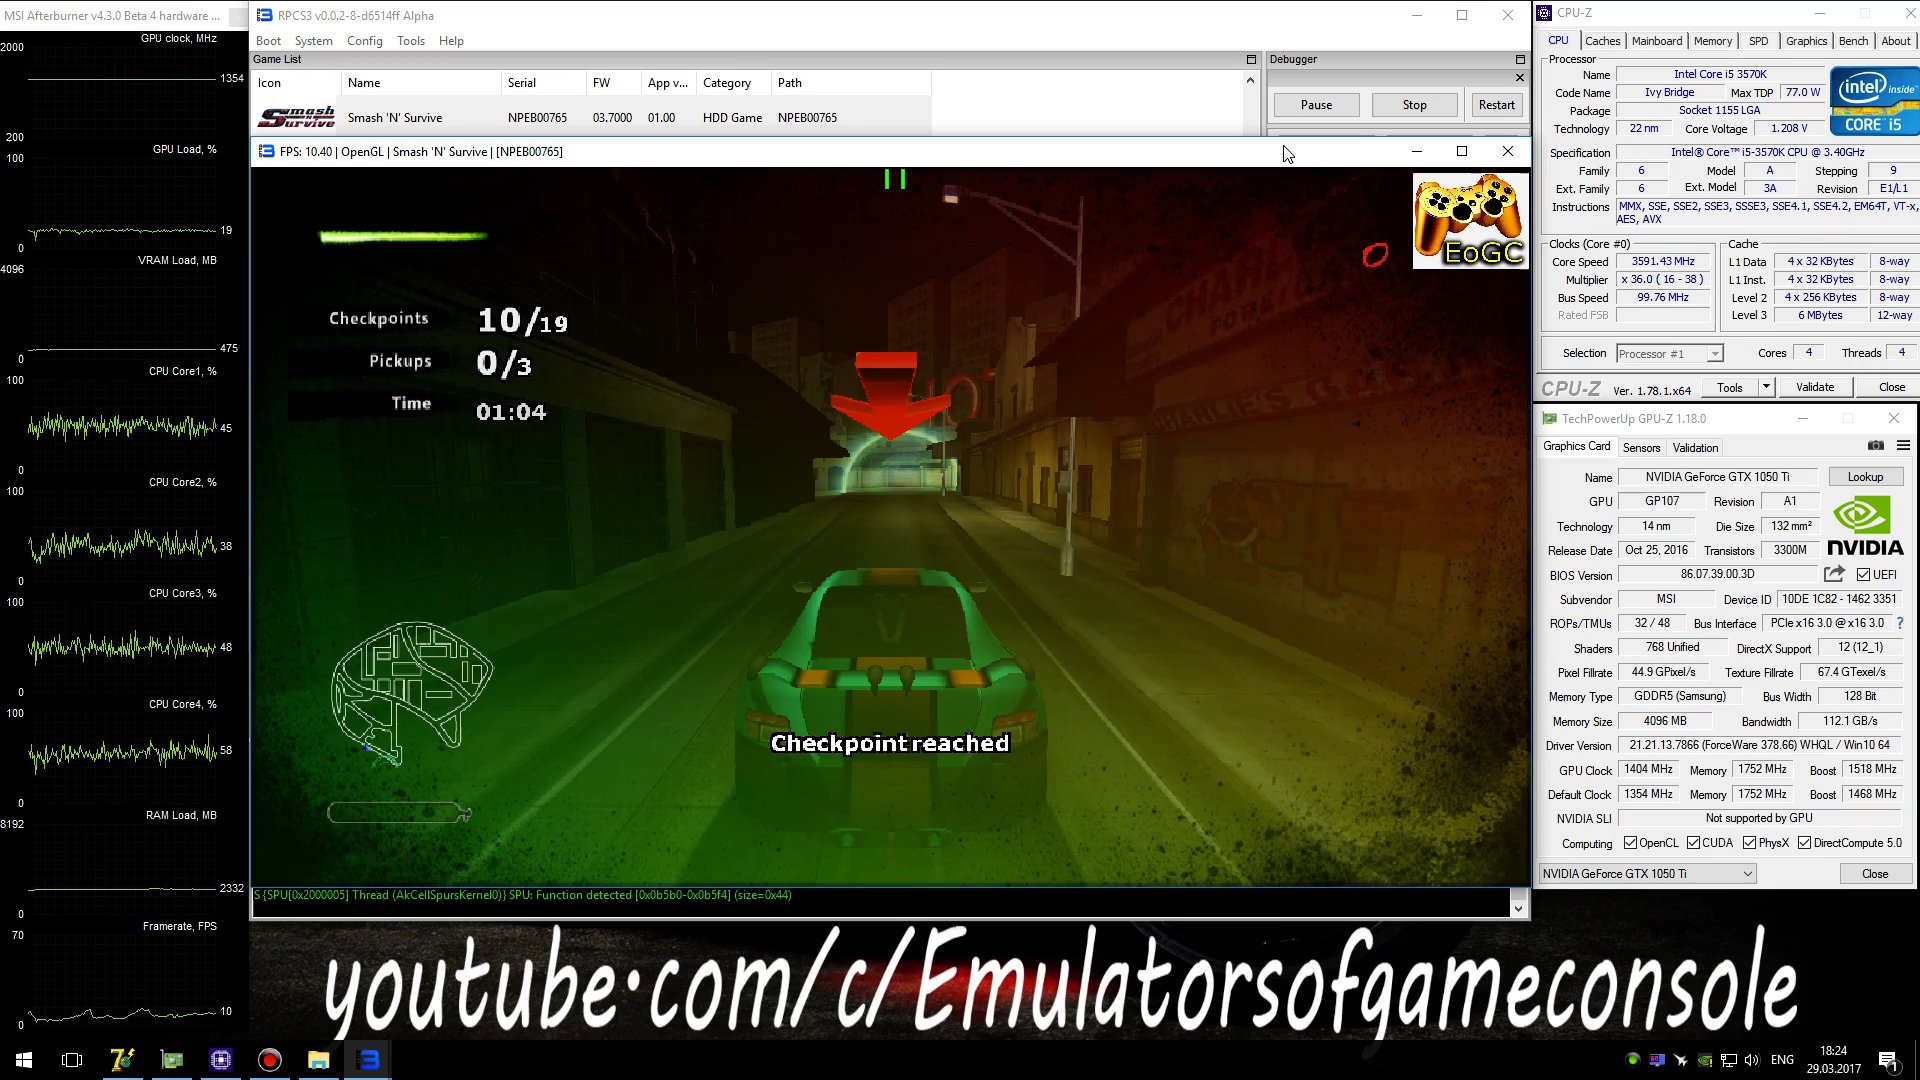 MSI Afterburner v4.3.0 Beta 4 hardware ...
GPU clock, MHz
2000
1354
200
GPU Load, %
100
19
0
VRAM Load, MB
4096
475
0
CPU Core1, %
100
45
0
CPU Core2, %
100
38
0
CPU Core3, %
100
48
0
CPU Core4, %
100
58
0
RAM Load, MB
8192
2332
0
Framerate, FPS
70
10
0
RPCS3 v0.0.2-8-d6514ff Alpha
Boot System Config Tools Help
Game List
Icon Name Serial FW App v... Category Path
Smash 'N' Survive NPEB00765 03.7000 01.00 HDD Game NPEB00765
Debugger
Pause Stop Restart
FPS: 10.40 | OpenGL | Smash 'N' Survive | [NPEB00765]
EoGC
Checkpoints 10/19
Pickups 0/3
Time 01:04
Checkpoint reached
S {SPU[0x2000005] Thread (AkCellSpursKernel0)} SPU: Function detected [0x0b5b0-0x0b5f4] (size=0x44)
youtube.com/c/Emulatorsofgameconsole
CPU-Z
CPU Caches Mainboard Memory SPD Graphics Bench About
Processor
Name Intel Core i5 3570K
Code Name Ivy Bridge Max TDP 77.0 W
Package Socket 1155 LGA
Technology 22 nm Core Voltage 1.208 V
intel inside
CORE i5
Specification Intel® Core™ i5-3570K CPU @ 3.40GHz
Family 6 Model A Stepping 9
Ext. Family 6 Ext. Model 3A Revision E1/L1
Instructions MMX, SSE, SSE2, SSE3, SSSE3, SSE4.1, SSE4.2, EM64T, VT-x,
AES, AVX
Clocks (Core #0) Cache
Core Speed 3591.43 MHz L1 Data 4 x 32 KBytes 8-way
Multiplier x 36.0 ( 16 - 38 ) L1 Inst. 4 x 32 KBytes 8-way
Bus Speed 99.76 MHz Level 2 4 x 256 KBytes 8-way
Rated FSB Level 3 6 MBytes 12-way
Selection Processor #1 Cores 4 Threads 4
CPU-Z Ver. 1.78.1.x64 Tools Validate Close
TechPowerUp GPU-Z 1.18.0
Graphics Card Sensors Validation
Name NVIDIA GeForce GTX 1050 Ti Lookup
GPU GP107 Revision A1
Technology 14 nm Die Size 132 mm²
Release Date Oct 25, 2016 Transistors 3300M
NVIDIA
BIOS Version 86.07.39.00.3D UEFI
Subvendor MSI Device ID 10DE 1C82 - 1462 3351
ROPs/TMUs 32 / 48 Bus Interface PCIe x16 3.0 @ x16 3.0 ?
Shaders 768 Unified DirectX Support 12 (12_1)
Pixel Fillrate 44.9 GPixel/s Texture Fillrate 67.4 GTexel/s
Memory Type GDDR5 (Samsung) Bus Width 128 Bit
Memory Size 4096 MB Bandwidth 112.1 GB/s
Driver Version 21.21.13.7866 (ForceWare 378.66) WHQL / Win10 64
GPU Clock 1404 MHz Memory 1752 MHz Boost 1518 MHz
Default Clock 1354 MHz Memory 1752 MHz Boost 1468 MHz
NVIDIA SLI Not supported by GPU
Computing OpenCL CUDA PhysX DirectCompute 5.0
NVIDIA GeForce GTX 1050 Ti Close
ENG
18:24
29.03.2017
1